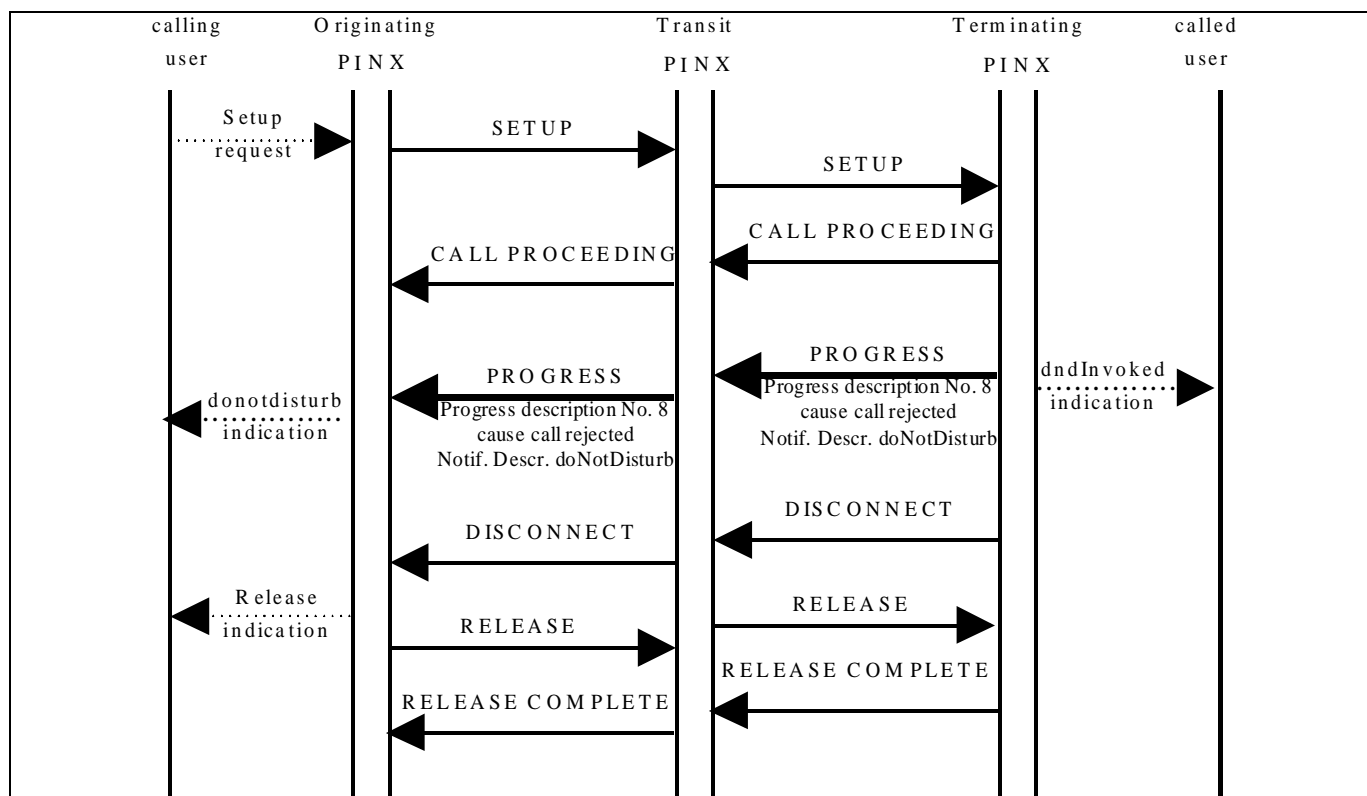 calling Originating Transit Terminating called
user PINX PINX PINX user
Setup
request
SETUP
SETUP
CALL PROCEEDING
CALL PROCEEDING
PROGRESS
Progress description No. 8
cause call rejected
Notif. Descr. doNotDisturb
dndInvoked
indication
PROGRESS
Progress description No. 8
cause call rejected
Notif. Descr. doNotDisturb
donotdisturb
indication
DISCONNECT
DISCONNECT
Release
indication
RELEASE
RELEASE
RELEASE COMPLETE
RELEASE COMPLETE